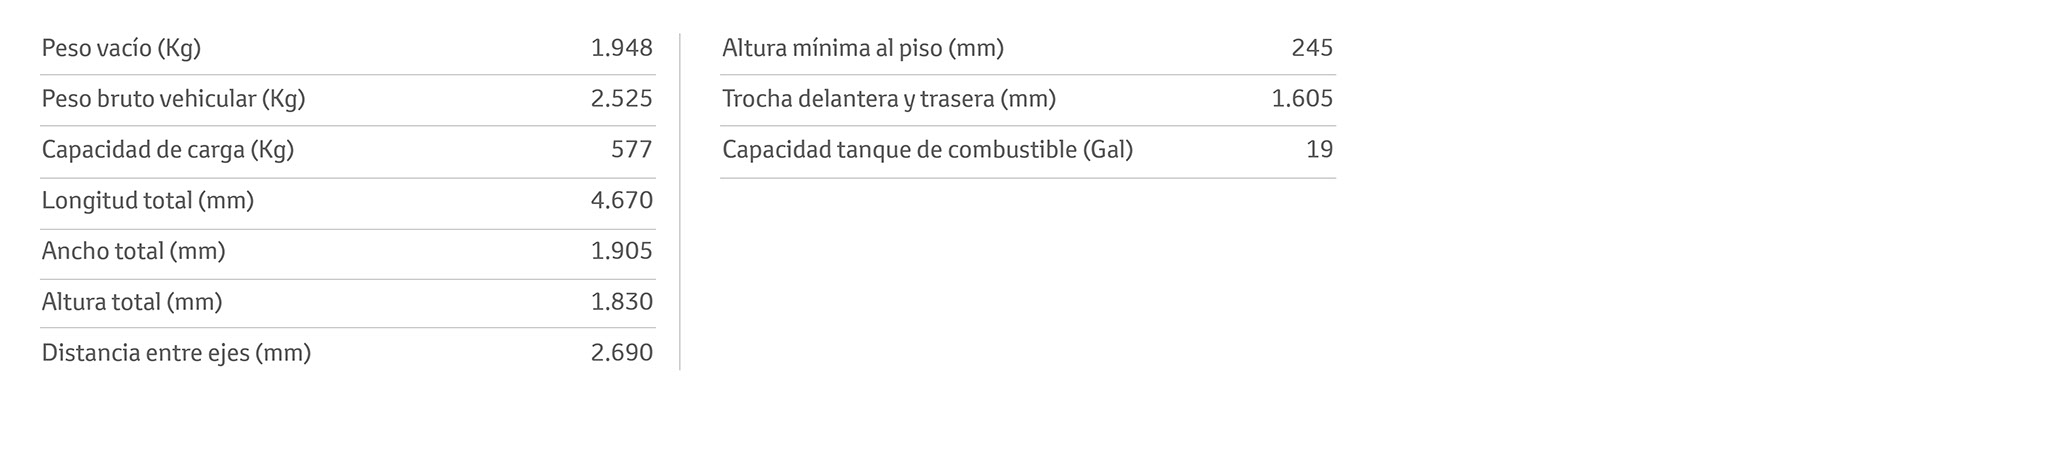 Peso vacío (Kg) 1.948
Peso bruto vehicular (Kg) 2.525
Capacidad de carga (Kg) 577
Longitud total (mm) 4.670
Ancho total (mm) 1.905
Altura total (mm) 1.830
Distancia entre ejes (mm) 2.690
Altura mínima al piso (mm) 245
Trocha delantera y trasera (mm) 1.605
Capacidad tanque de combustible (Gal) 19